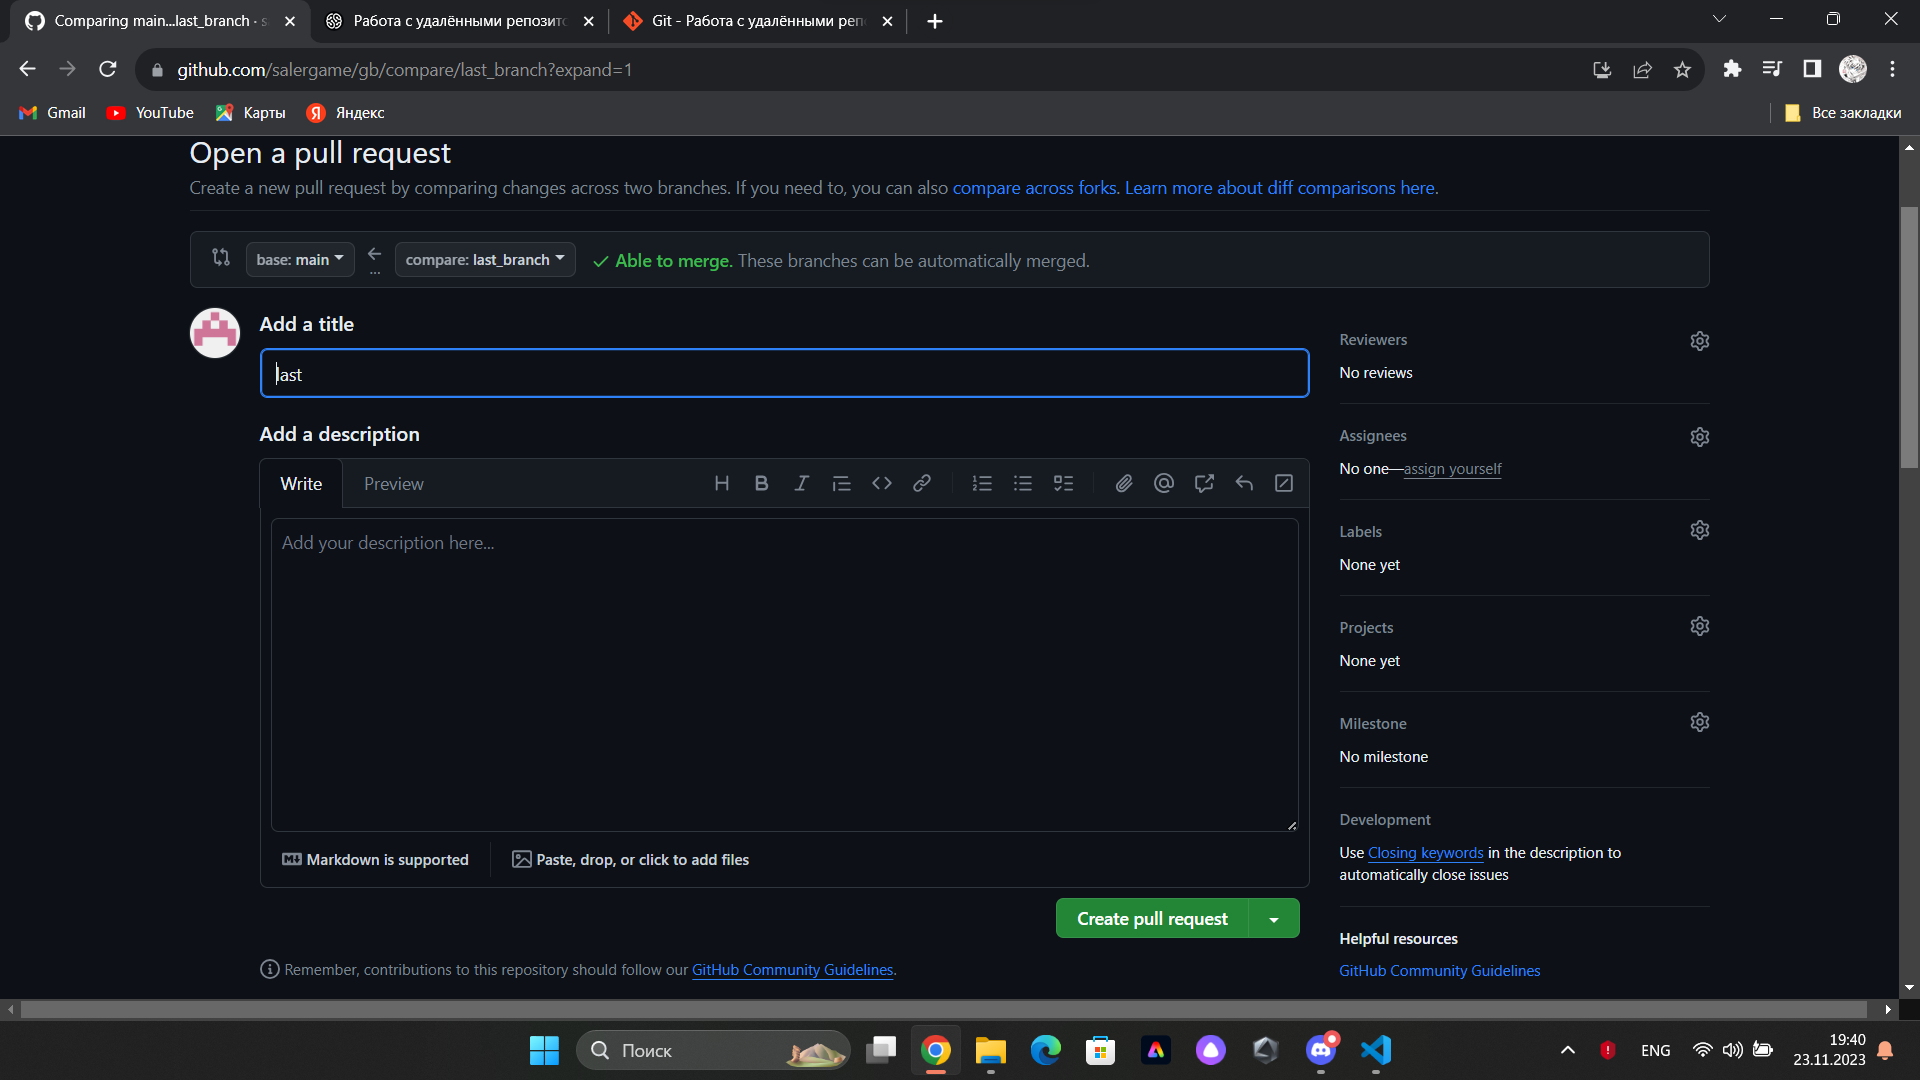 Comparing main...last_branch · s
Работа с удалёнными репозито
Git - Работа с удалёнными реп
github.com/salergame/gb/compare/last_branch?expand=1
Gmail
YouTube
Карты
Яндекс
Все закладки
Open a pull request
Create a new pull request by comparing changes across two branches. If you need to, you can also compare across forks. Learn more about diff comparisons here.
base: main
...
compare: last_branch
Able to merge. These branches can be automatically merged.
Add a title
last
Add a description
Write
Preview
Add your description here...
Markdown is supported
Paste, drop, or click to add files
Create pull request
Remember, contributions to this repository should follow our GitHub Community Guidelines.
Reviewers
No reviews
Assignees
No one—assign yourself
Labels
None yet
Projects
None yet
Milestone
No milestone
Development
Use Closing keywords in the description to
automatically close issues
Helpful resources
GitHub Community Guidelines
Поиск
ENG
19:40
23.11.2023